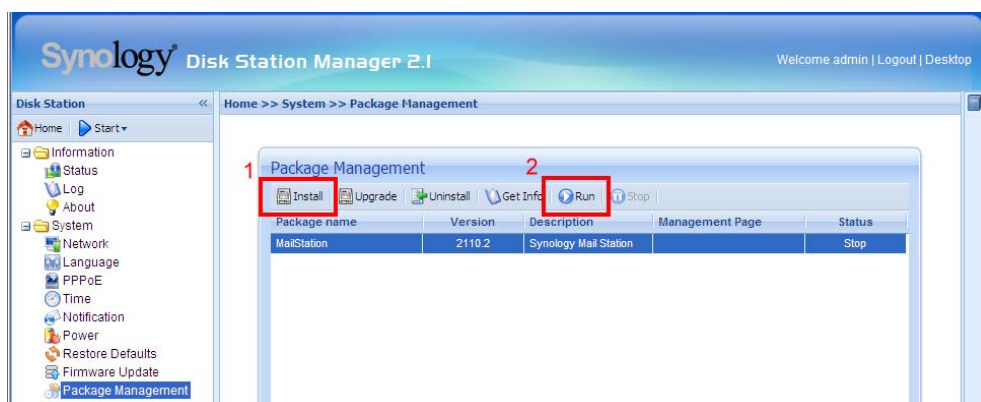 Synology Disk Station Manager 2.1
Welcome admin | Logout | Desktop
Disk Station «
Home >> System >> Package Management
Home Start
Information
Status
Log
About
System
Network
Language
PPPoE
Time
Notification
Power
Restore Defaults
Firmware Update
Package Management
1 Package Management 2
Install Upgrade Uninstall Get Info Run Stop
Package name Version Description Management Page Status
MailStation 2110.2 Synology Mail Station Stop